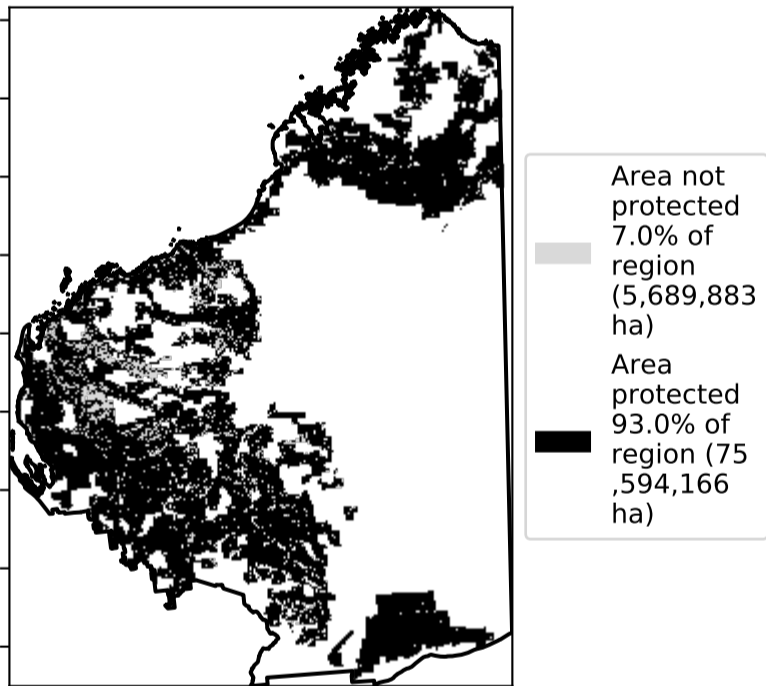 Area not
protected
7.0% of
region
(5,689,883
ha)
Area
protected
93.0% of
region (75
,594,166
ha)